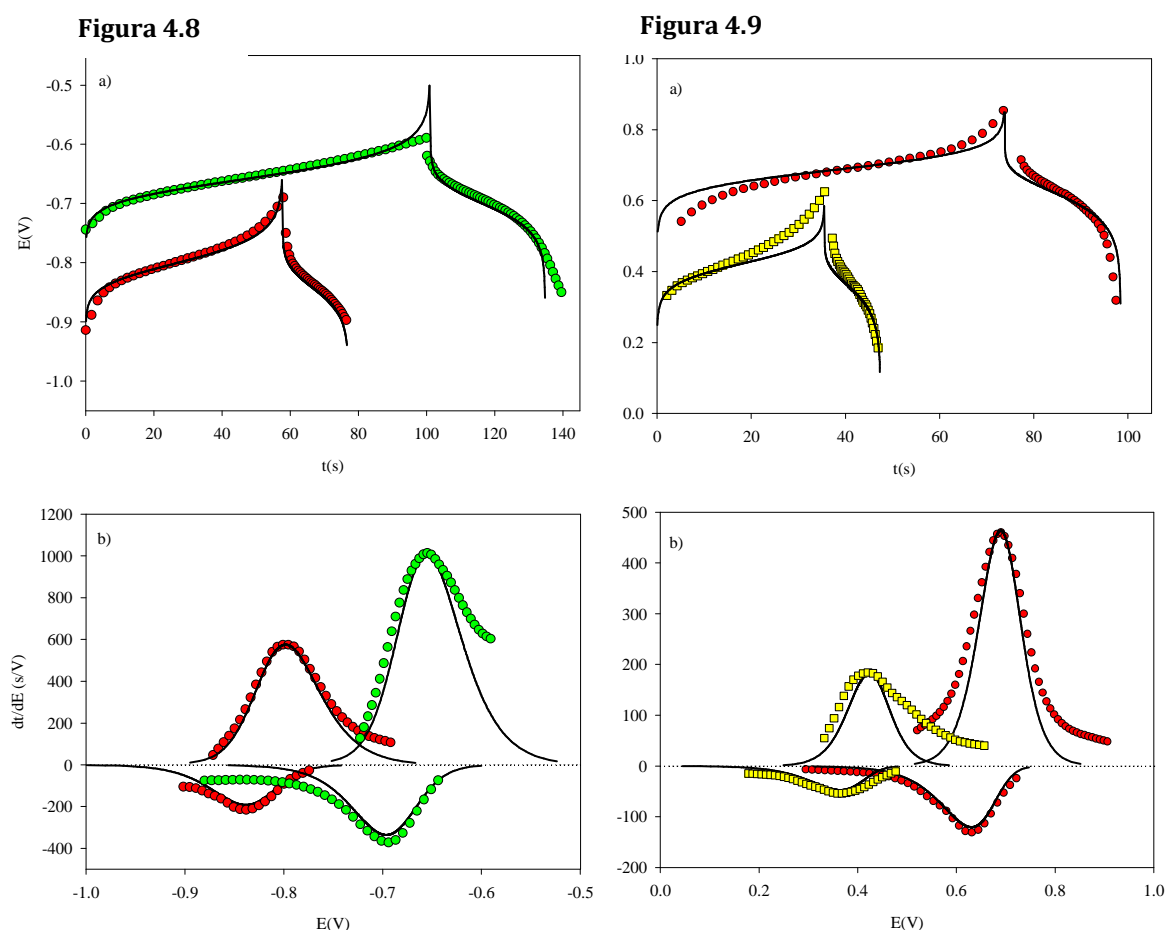 Figura 4.8
a)
-0.5
-0.6
-0.7
-0.8
-0.9
-1.0
E(V)
0 20 40 60 80 100 120 140
t(s)
b)
1200
1000
800
600
400
200
0
-200
-400
dt/dE (s/V)
-1.0 -0.9 -0.8 -0.7 -0.6 -0.5
E(V)
Figura 4.9
a)
1.0
0.8
0.6
0.4
0.2
0.0
0 20 40 60 80 100
t(s)
b)
500
400
300
200
100
0
-100
-200
0.0 0.2 0.4 0.6 0.8 1.0
E(V)